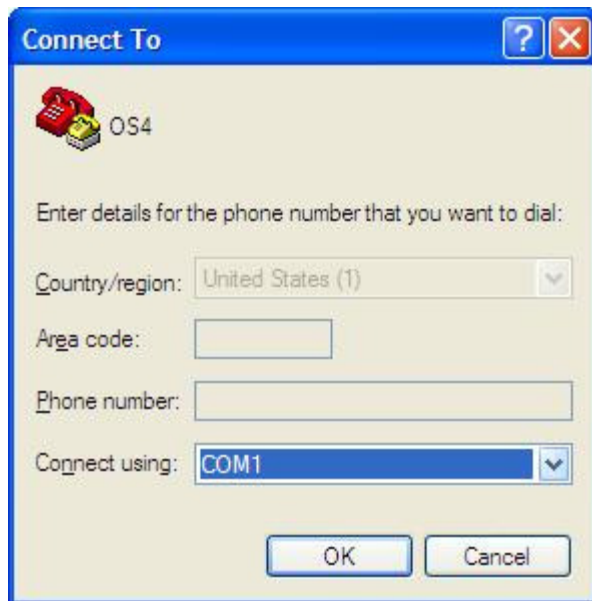 Connect To
OS4
Enter details for the phone number that you want to dial:
Country/region: United States (1)
Area code:
Phone number:
Connect using: COM1
OK Cancel